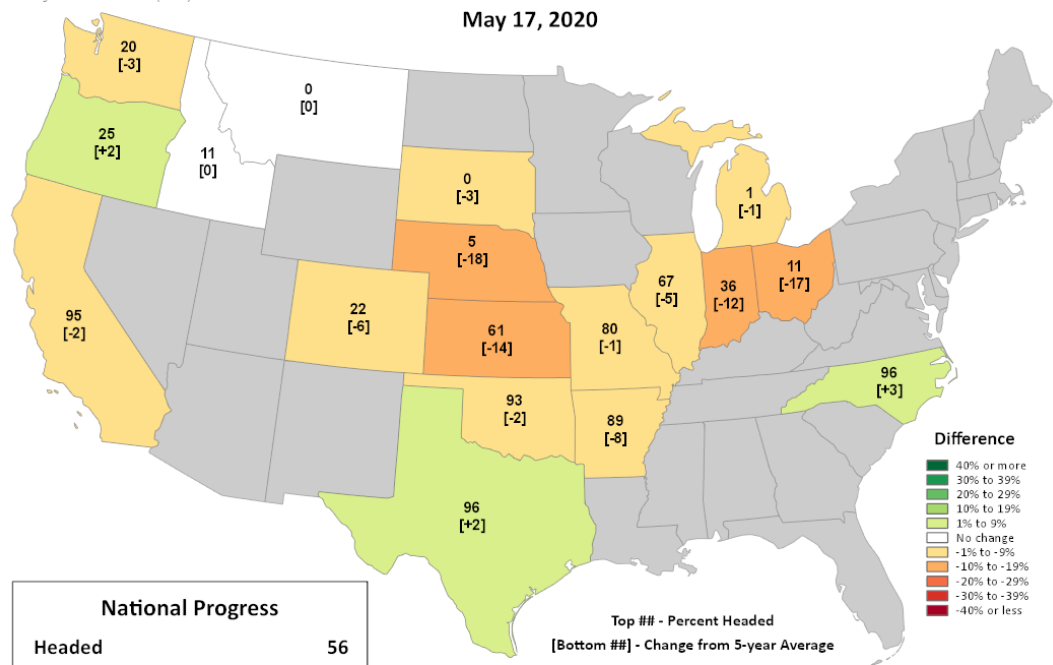 May 17, 2020
20
[-3]
0
[0]
25
[+2]
11
[0]
0
[-3]
1
[-1]
5
[-18]
67
[-5]
36
[-12]
11
[-17]
95
[-2]
22
[-6]
61
[-14]
80
[-1]
96
[+3]
93
[-2]
89
[-8]
96
[+2]
Difference
40% or more
30% to 39%
20% to 29%
10% to 19%
1% to 9%
No change
-1% to -9%
-10% to -19%
-20% to -29%
-30% to -39%
-40% or less
National Progress
Headed 56
Top ## - Percent Headed
[Bottom ##] - Change from 5-year Average